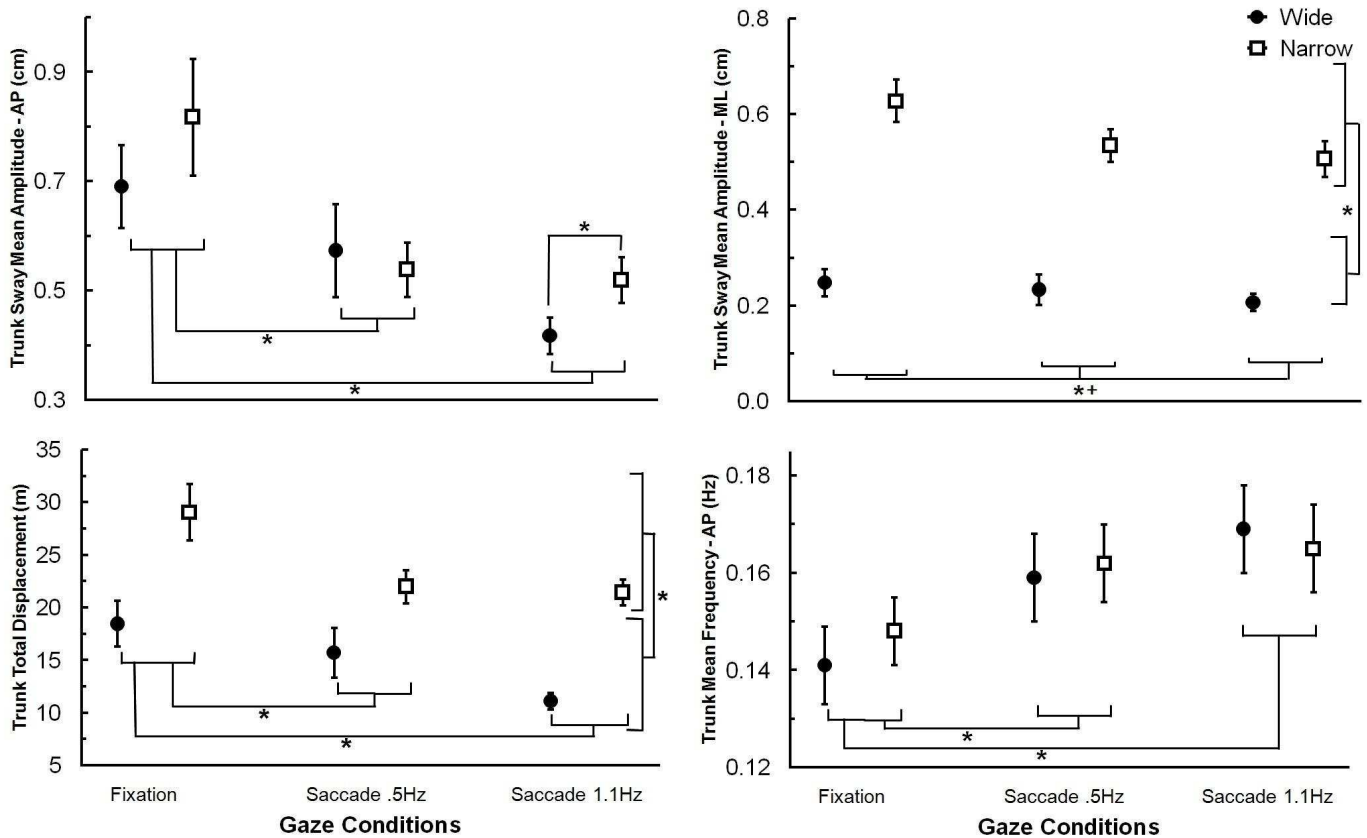 Trunk Sway Mean Amplitude - AP (cm)
0.9
0.7
0.5
0.3
*
*
*
Trunk Sway Mean Amplitude - ML (cm)
0.8
0.6
0.4
0.2
0.0
Wide
Narrow
*
*+
Trunk Total Displacement (m)
35
30
25
20
15
10
5
*
*
*
Fixation
Saccade .5Hz
Saccade 1.1Hz
Gaze Conditions
Trunk Mean Frequency - AP (Hz)
0.18
0.16
0.14
0.12
*
*
Fixation
Saccade .5Hz
Saccade 1.1Hz
Gaze Conditions